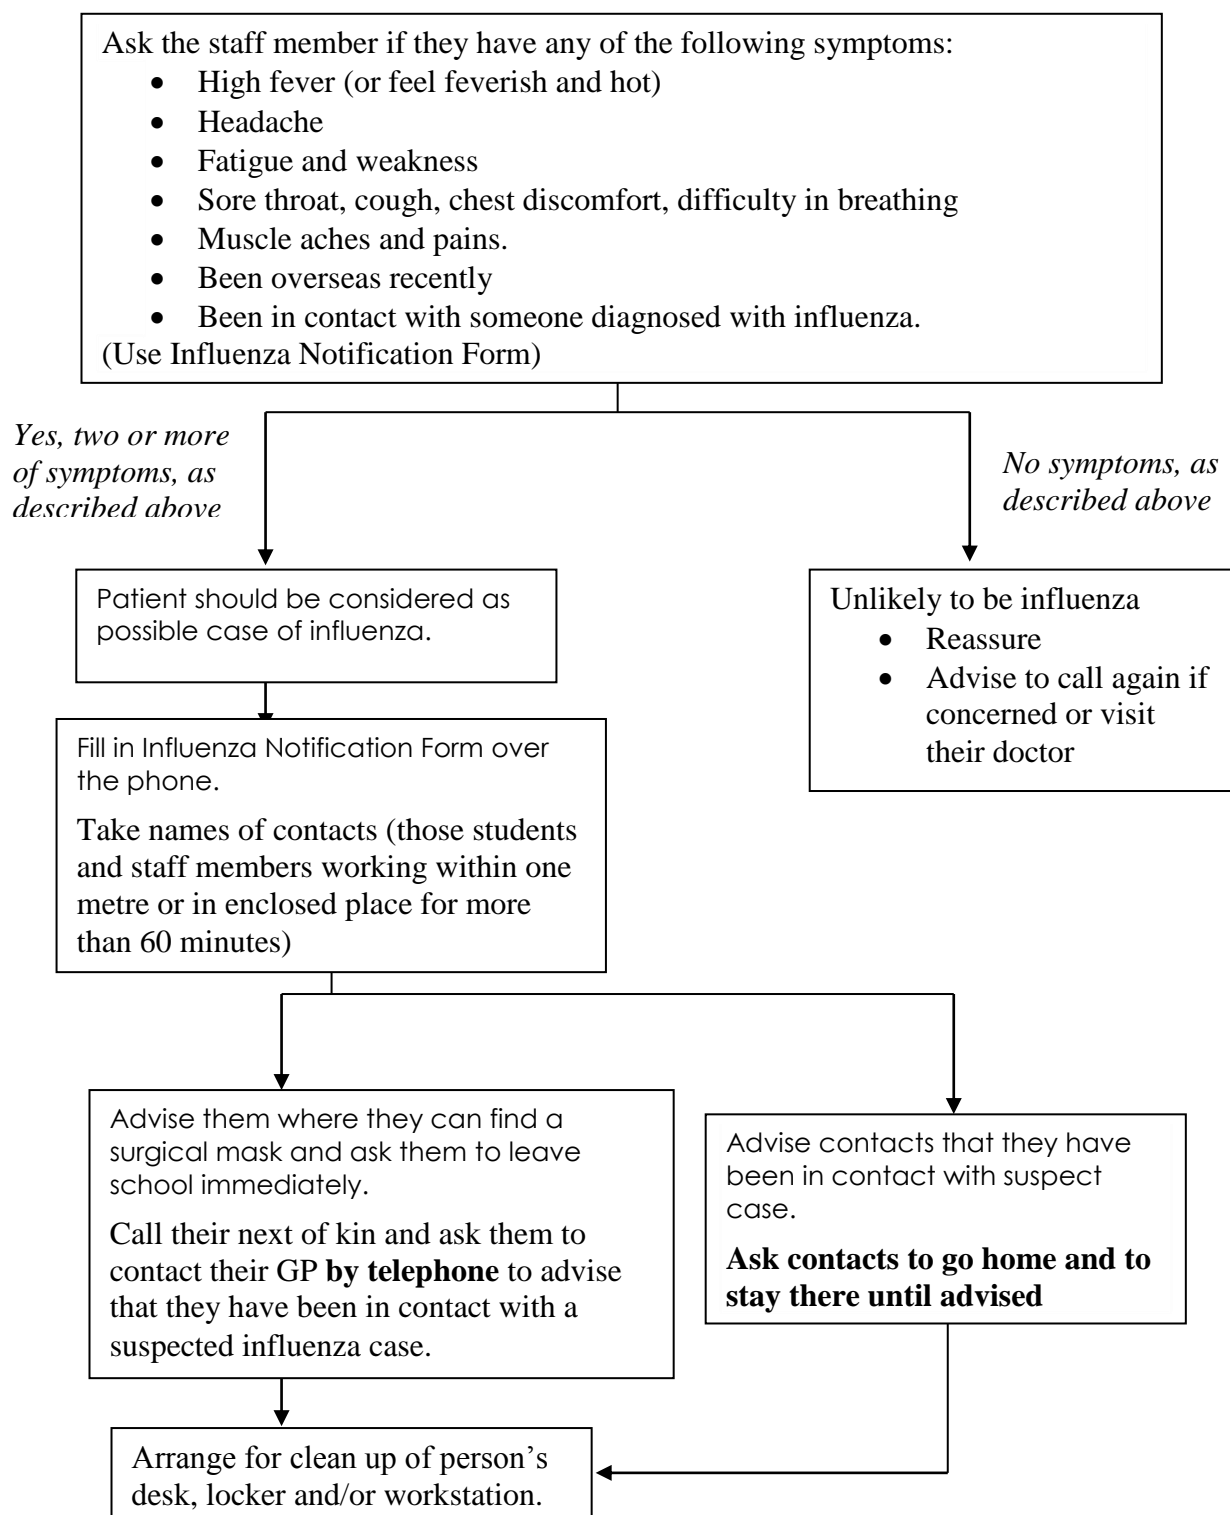 Ask the staff member if they have any of the following symptoms:
• High fever (or feel feverish and hot)
• Headache
• Fatigue and weakness
• Sore throat, cough, chest discomfort, difficulty in breathing
• Muscle aches and pains.
• Been overseas recently
• Been in contact with someone diagnosed with influenza.
(Use Influenza Notification Form)
Yes, two or more
of symptoms, as
described above
No symptoms, as
described above
Patient should be considered as
possible case of influenza.
Unlikely to be influenza
• Reassure
• Advise to call again if
concerned or visit
their doctor
Fill in Influenza Notification Form over
the phone.
Take names of contacts (those students
and staff members working within one
metre or in enclosed place for more
than 60 minutes)
Advise them where they can find a
surgical mask and ask them to leave
school immediately.
Call their next of kin and ask them to
contact their GP by telephone to advise
that they have been in contact with a
suspected influenza case.
Advise contacts that they have
been in contact with suspect
case.
Ask contacts to go home and to
stay there until advised
Arrange for clean up of person’s
desk, locker and/or workstation.